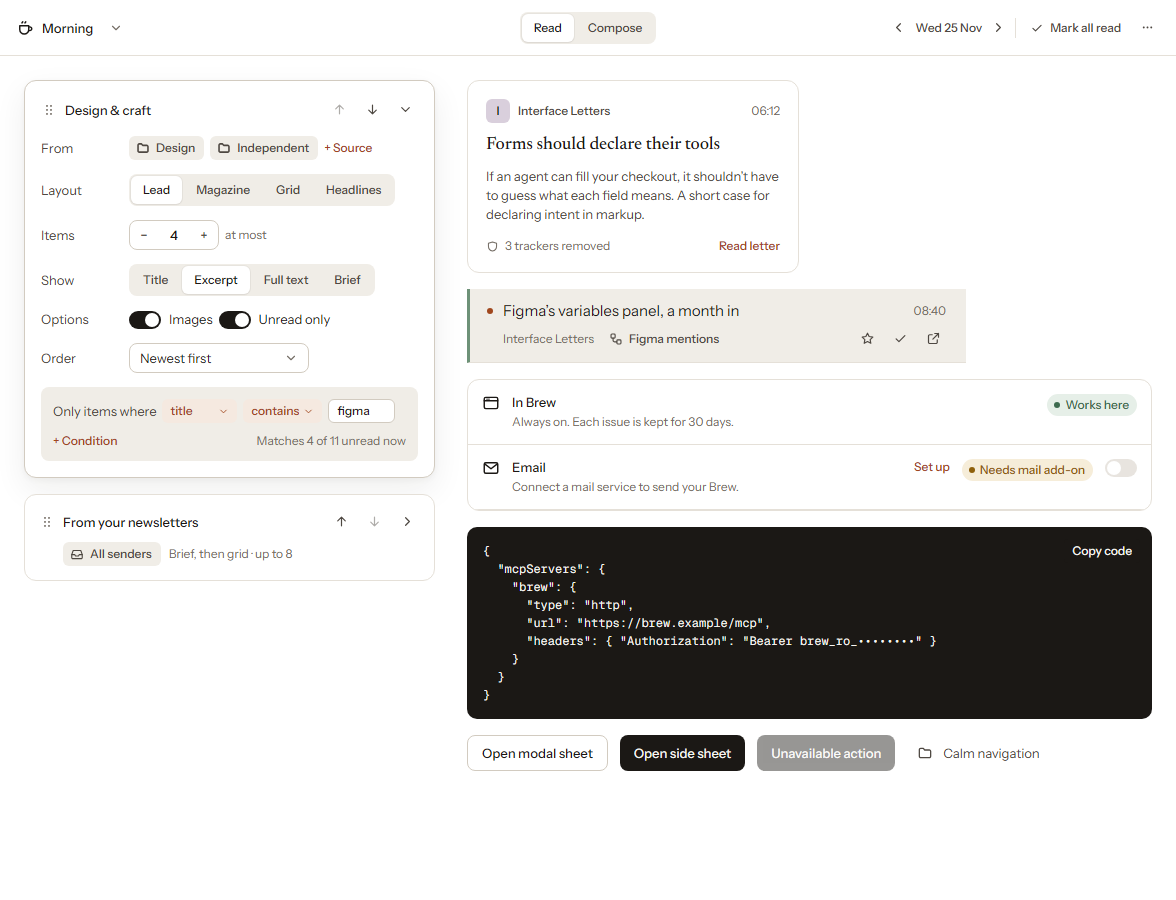 Morning
Read Compose
Wed 25 Nov
Mark all read
Design & craft
From Design Independent + Source
Layout Lead Magazine Grid Headlines
Items − 4 + at most
Show Title Excerpt Full text Brief
Options Images Unread only
Order Newest first
Only items where title contains figma
+ Condition Matches 4 of 11 unread now
From your newsletters
All senders Brief, then grid · up to 8
I Interface Letters 06:12
Forms should declare their tools
If an agent can fill your checkout, it shouldn't have
to guess what each field means. A short case for
declaring intent in markup.
3 trackers removed Read letter
Figma's variables panel, a month in 08:40
Interface Letters Figma mentions
In Brew Works here
Always on. Each issue is kept for 30 days.
Email Set up Needs mail add-on
Connect a mail service to send your Brew.
Copy code
{
"mcpServers": {
"brew": {
"type": "http",
"url": "https://brew.example/mcp",
"headers": { "Authorization": "Bearer brew_ro_••••••••" }
}
}
}
Open modal sheet Open side sheet Unavailable action Calm navigation